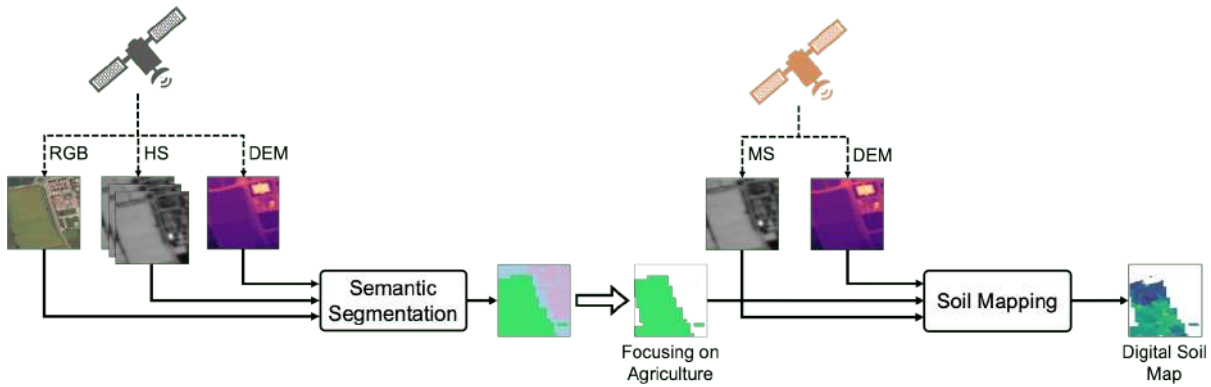 RGB
HS
DEM
MS
DEM
Semantic
Segmentation
Soil Mapping
Focusing on
Agriculture
Digital Soil
Map